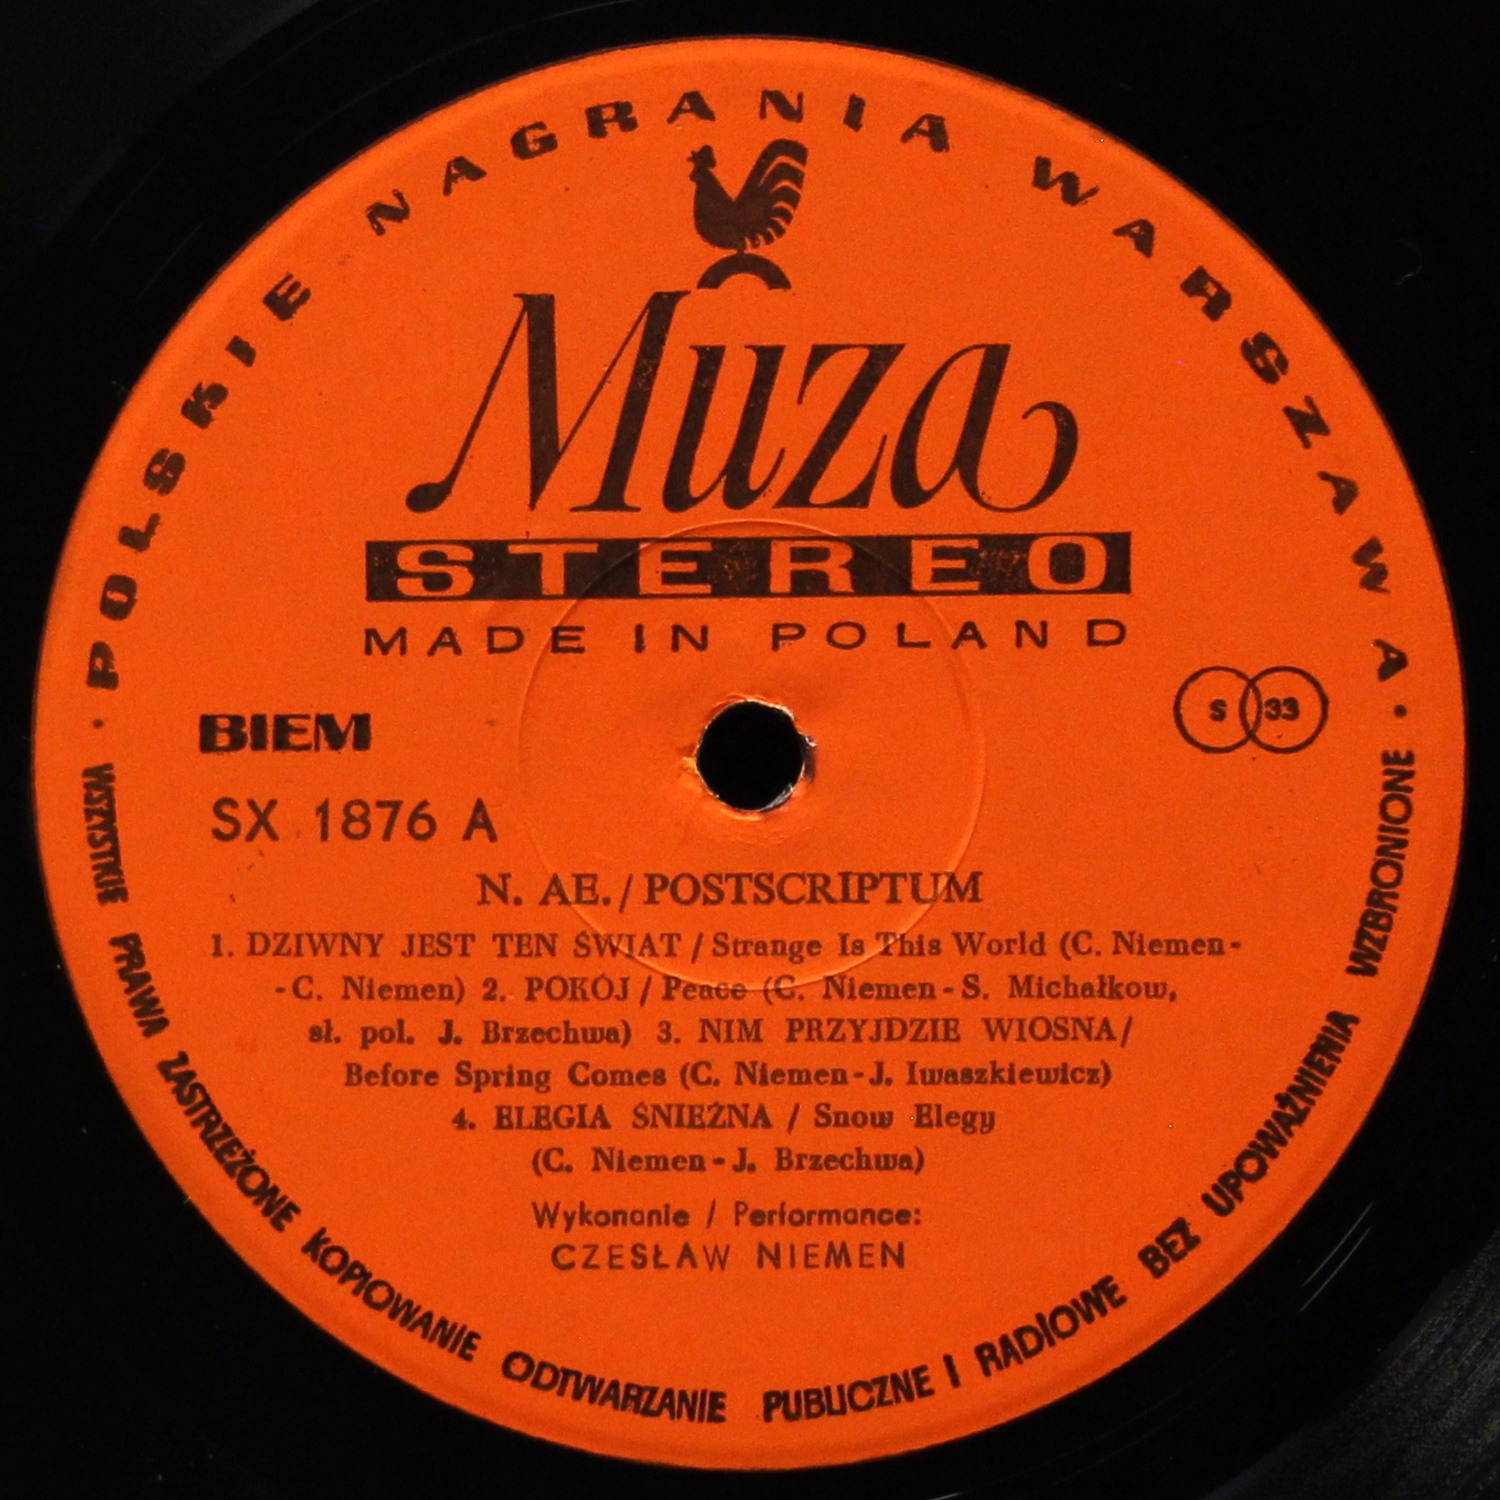 POLSKIE NAGRANIA WARSZAWA
Muza
STEREO
MADE IN POLAND
BIEM
S 33
SX 1876 A
N. AE. / POSTSCRIPTUM
1. DZIWNY JEST TEN ŚWIAT / Strange Is This World (C. Niemen-
-C. Niemen) 2. POKÓJ / Peace (C. Niemen - S. Michałkow,
sł. pol. J. Brzechwa) 3. NIM PRZYJDZIE WIOSNA/
Before Spring Comes (C. Niemen - J. Iwaszkiewicz)
4. ELEGIA ŚNIEŻNA / Snow Elegy
(C. Niemen - J. Brzechwa)
Wykonanie / Performance:
CZESŁAW NIEMEN
WSZYSTKIE PRAWA ZASTRZEŻONE KOPIOWANIE ODTWARZANIE PUBLICZNE I RADIOWE BEZ UPOWAŻNIENIA WZBRONIONE